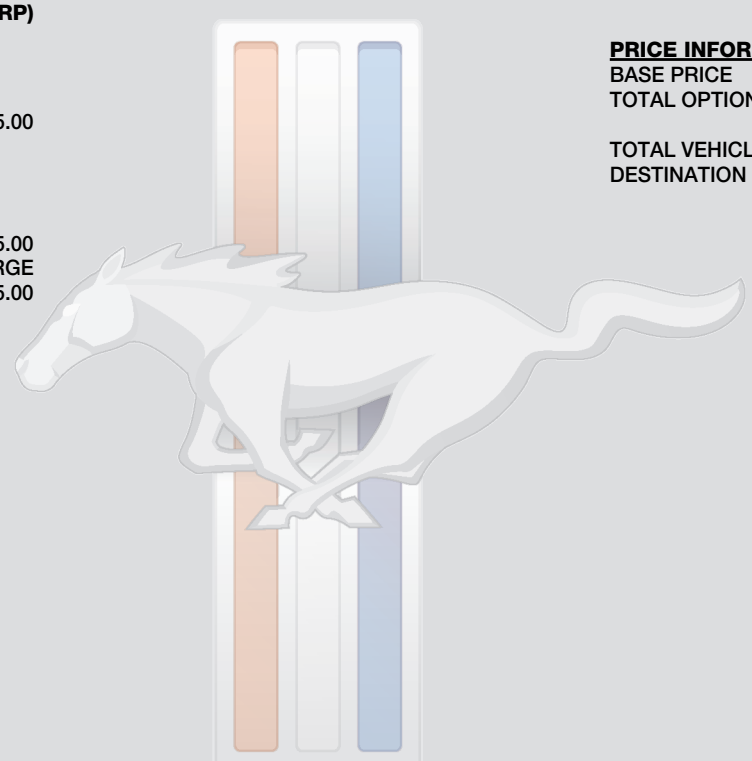 RP)
5.00
5.00
RGE
5.00
PRICE INFOR
BASE PRICE
TOTAL OPTION
TOTAL VEHICL
DESTINATION